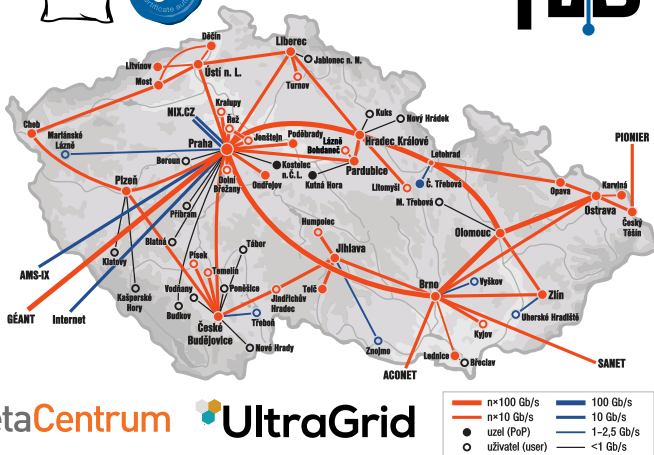 certificate auth
Děčín
Liberec
Litvínov
Ústí n. L.
Jablonec n. N.
Most
Turnov
Kralupy
NIX.CZ
Řež
Kuks
Nový Hrádek
Cheb
Mariánské
Lázně
Praha
Jenštejn
Poděbrady
Lázně
Bohdaneč
Hradec Králové
PIONIER
Beroun
Kostelec
n.Č.L.
Kutná Hora
Pardubice
Letohrad
Plzeň
Dolní
Břežany
Ondřejov
Litomyšl
Č. Třebová
Opava
Karviná
Příbram
M. Třebová
Ostrava
Český
Těšín
Humpolec
Olomouc
Blatná
Tábor
Jihlava
Klatovy
Písek
Temelín
AMS-IX
Vodňany
Poněšice
Telč
Brno
Vyškov
Zlín
Kašperské
Hory
Budkov
Jindřichův
Hradec
GÉANT
Internet
České
Budějovice
Třeboň
Uherské Hradiště
Nové Hrady
Znojmo
Kyjov
Lednice
Břeclav
ACONET
SANET
etaCentrum
UltraGrid
n×100 Gb/s
100 Gb/s
n×10 Gb/s
10 Gb/s
uzel (PoP)
1–2,5 Gb/s
uživatel (user)
<1 Gb/s